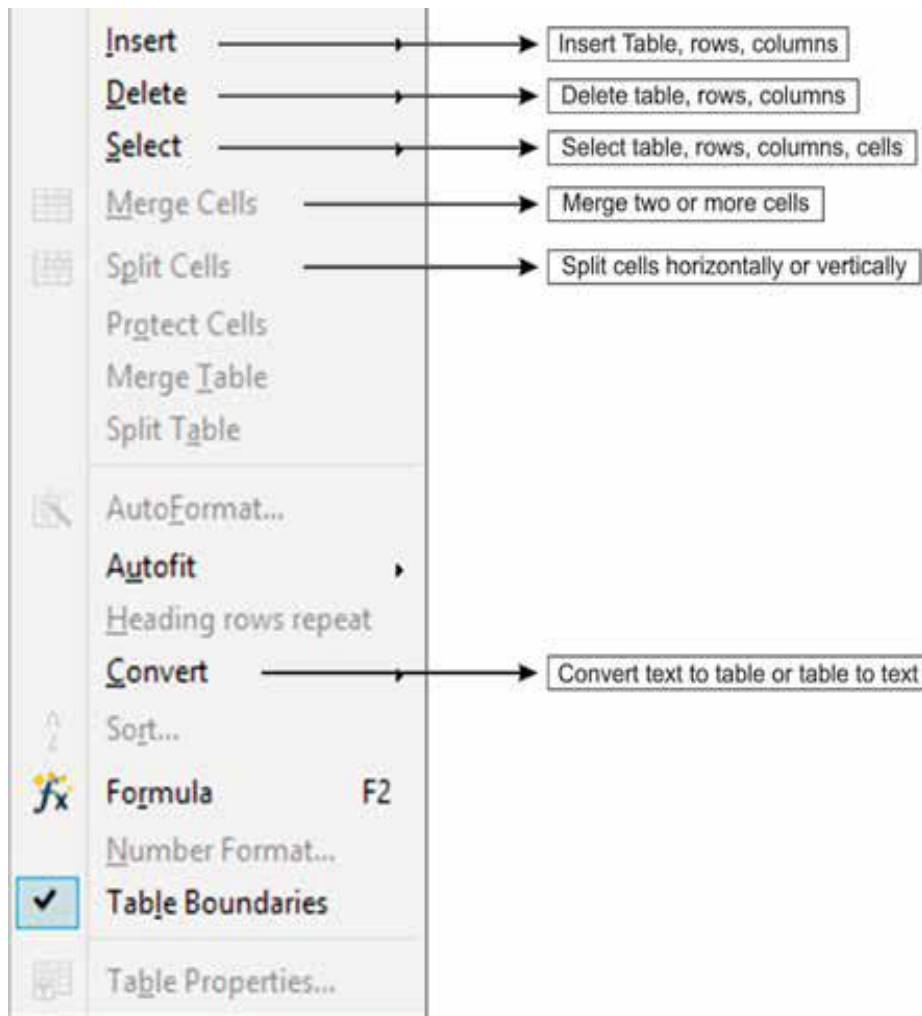 Insert Insert Table, rows, columns
Delete Delete table, rows, columns
Select Select table, rows, columns, cells
Merge Cells Merge two or more cells
Split Cells Split cells horizontally or vertically
Protect Cells
Merge Table
Split Table
AutoFormat...
Autofit
Heading rows repeat
Convert Convert text to table or table to text
Sort...
Formula F2
Number Format...
Table Boundaries
Table Properties...